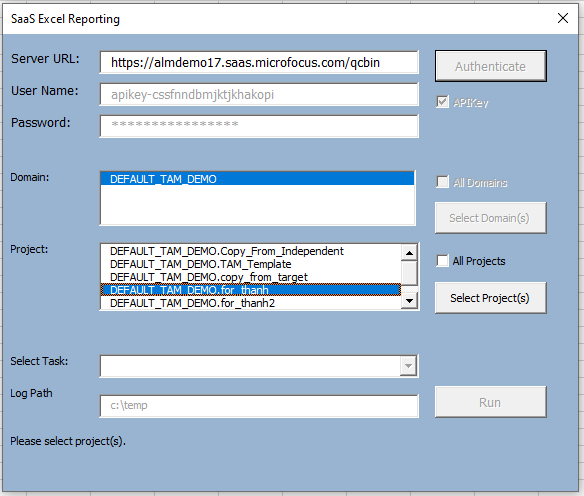 SaaS Excel Reporting
Server URL: https://almdemo17.saas.microfocus.com/qcbin Authenticate
User Name: apikey-cssfnndbmjktjkhakopi APIKey
Password: ****************
Domain: DEFAULT_TAM_DEMO All Domains
Select Domain(s)
Project: DEFAULT_TAM_DEMO.Copy_From_Independent All Projects
DEFAULT_TAM_DEMO.TAM_Template
DEFAULT_TAM_DEMO.copy_from_target
DEFAULT_TAM_DEMO.for_thanh Select Project(s)
DEFAULT_TAM_DEMO.for_thanh2
Select Task:
Log Path c:\temp Run
Please select project(s).